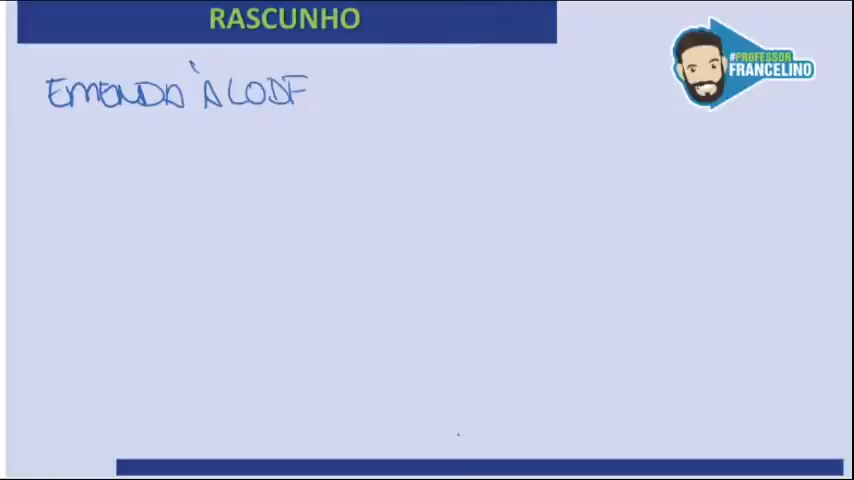 RASCUNHO
#PROFESSOR
FRANCELINO
EMENDA À LODF